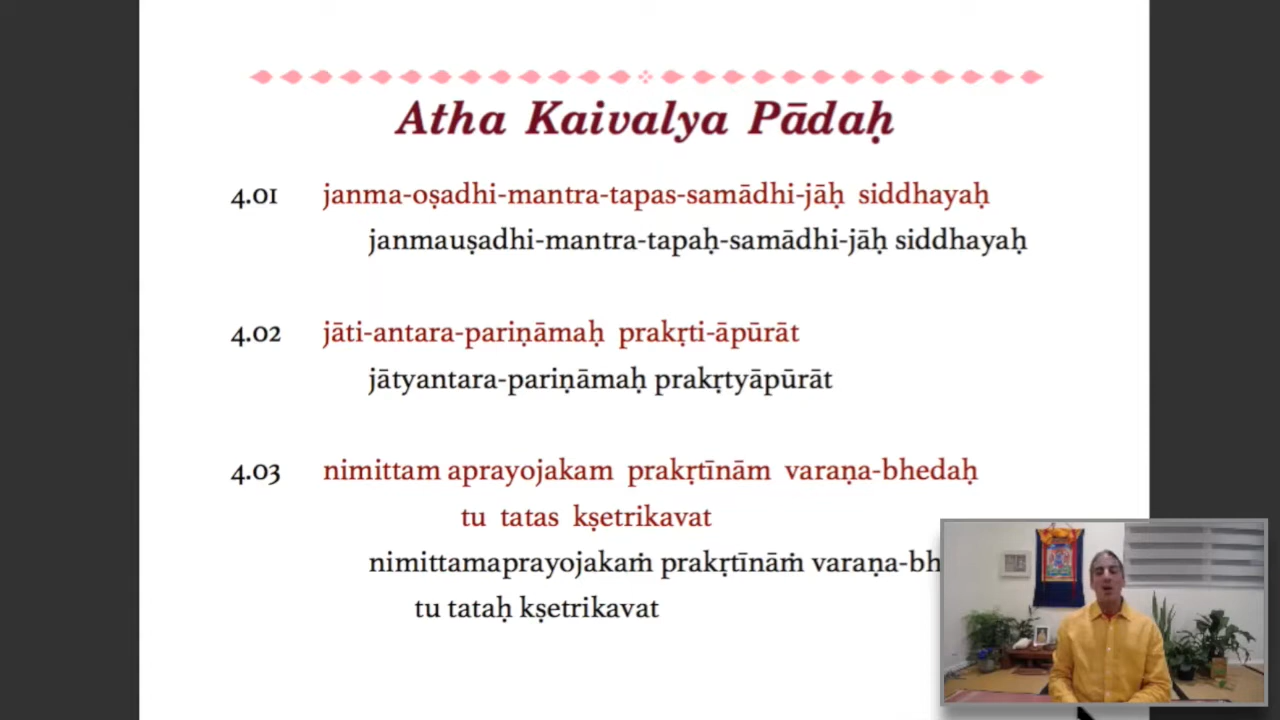 Atha Kaivalya Pādaḥ
4.01 janma-oṣadhi-mantra-tapas-samādhi-jāḥ siddhayaḥ
janmauṣadhi-mantra-tapaḥ-samādhi-jāḥ siddhayaḥ
4.02 jāti-antara-pariṇāmaḥ prakṛti-āpūrāt
jātyantara-pariṇāmaḥ prakṛtyāpūrāt
4.03 nimittam aprayojakam prakṛtīnām varaṇa-bhedaḥ
tu tatas kṣetrikavat
nimittamaprayojakaṁ prakṛtīnāṁ varaṇa-bh
tu tataḥ kṣetrikavat